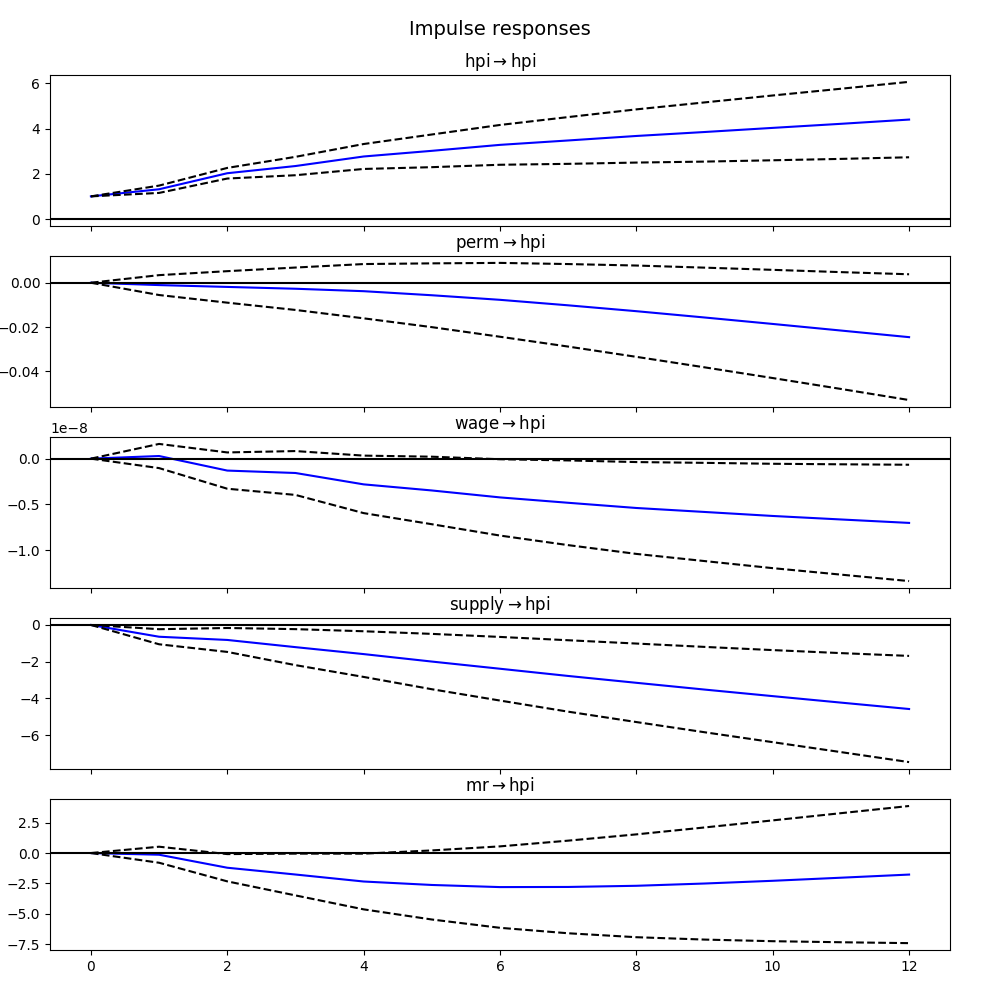 Impulse responses
hpi→hpi
6
4
2
0
perm→hpi
0.00
−0.02
−0.04
wage→hpi
1e−8
0.0
−0.5
−1.0
supply→hpi
0
−2
−4
−6
mr→hpi
2.5
0.0
−2.5
−5.0
−7.5
0 2 4 6 8 10 12